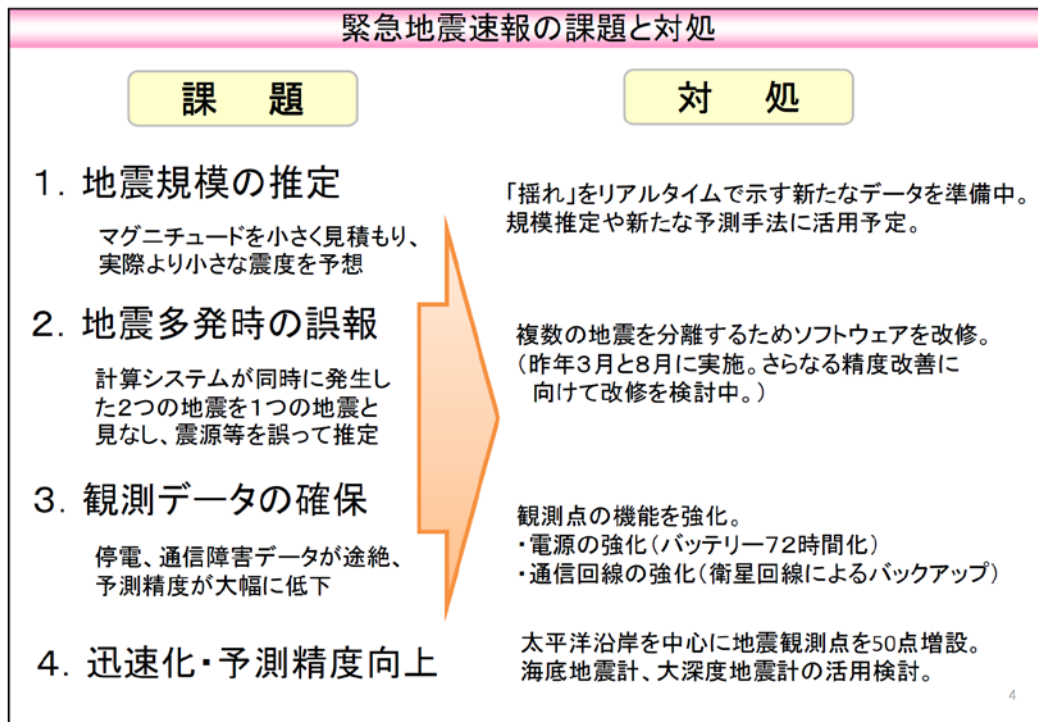 緊急地震速報の課題と対処
課 題
対 処
1. 地震規模の推定
マグニチュードを小さく見積もり、
実際より小さな震度を予想
「揺れ」をリアルタイムで示す新たなデータを準備中。
規模推定や新たな予測手法に活用予定。
2. 地震多発時の誤報
計算システムが同時に発生し
た2つの地震を1つの地震と
見なし、震源等を誤って推定
複数の地震を分離するためソフトウェアを改修。
(昨年3月と8月に実施。さらなる精度改善に
向けて改修を検討中。)
3. 観測データの確保
停電、通信障害データが途絶、
予測精度が大幅に低下
観測点の機能を強化。
・電源の強化(バッテリー72時間化)
・通信回線の強化(衛星回線によるバックアップ)
4. 迅速化・予測精度向上
太平洋沿岸を中心に地震観測点を50点増設。
海底地震計、大深度地震計の活用検討。
4